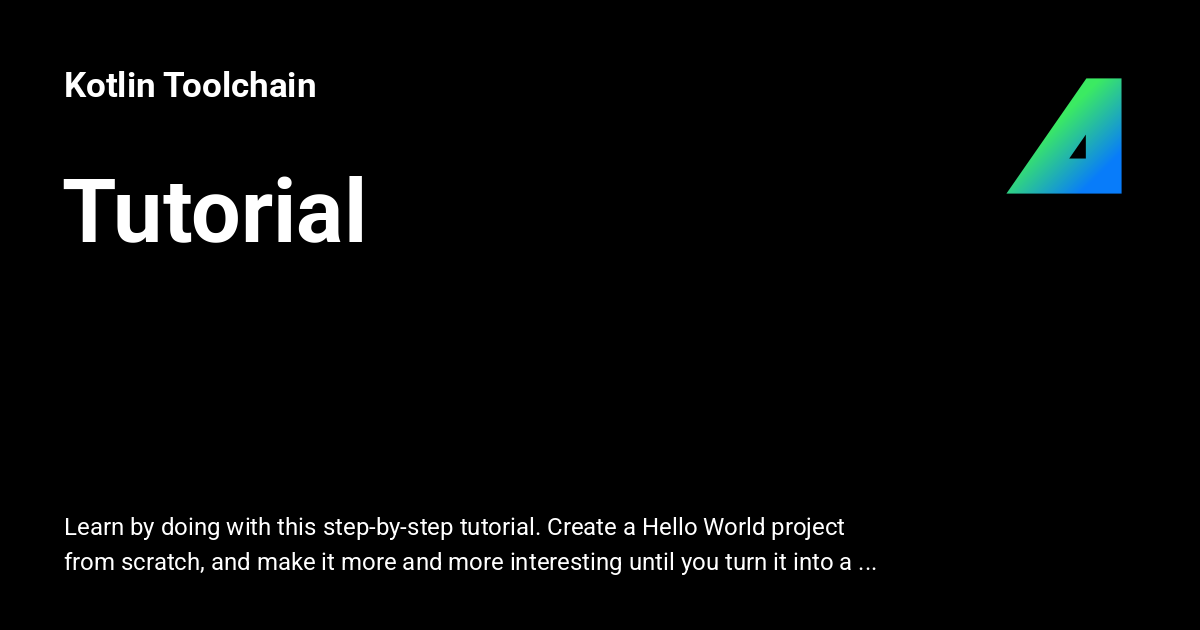 Kotlin Toolchain
Tutorial
Learn by doing with this step-by-step tutorial. Create a Hello World project
from scratch, and make it more and more interesting until you turn it into a ...